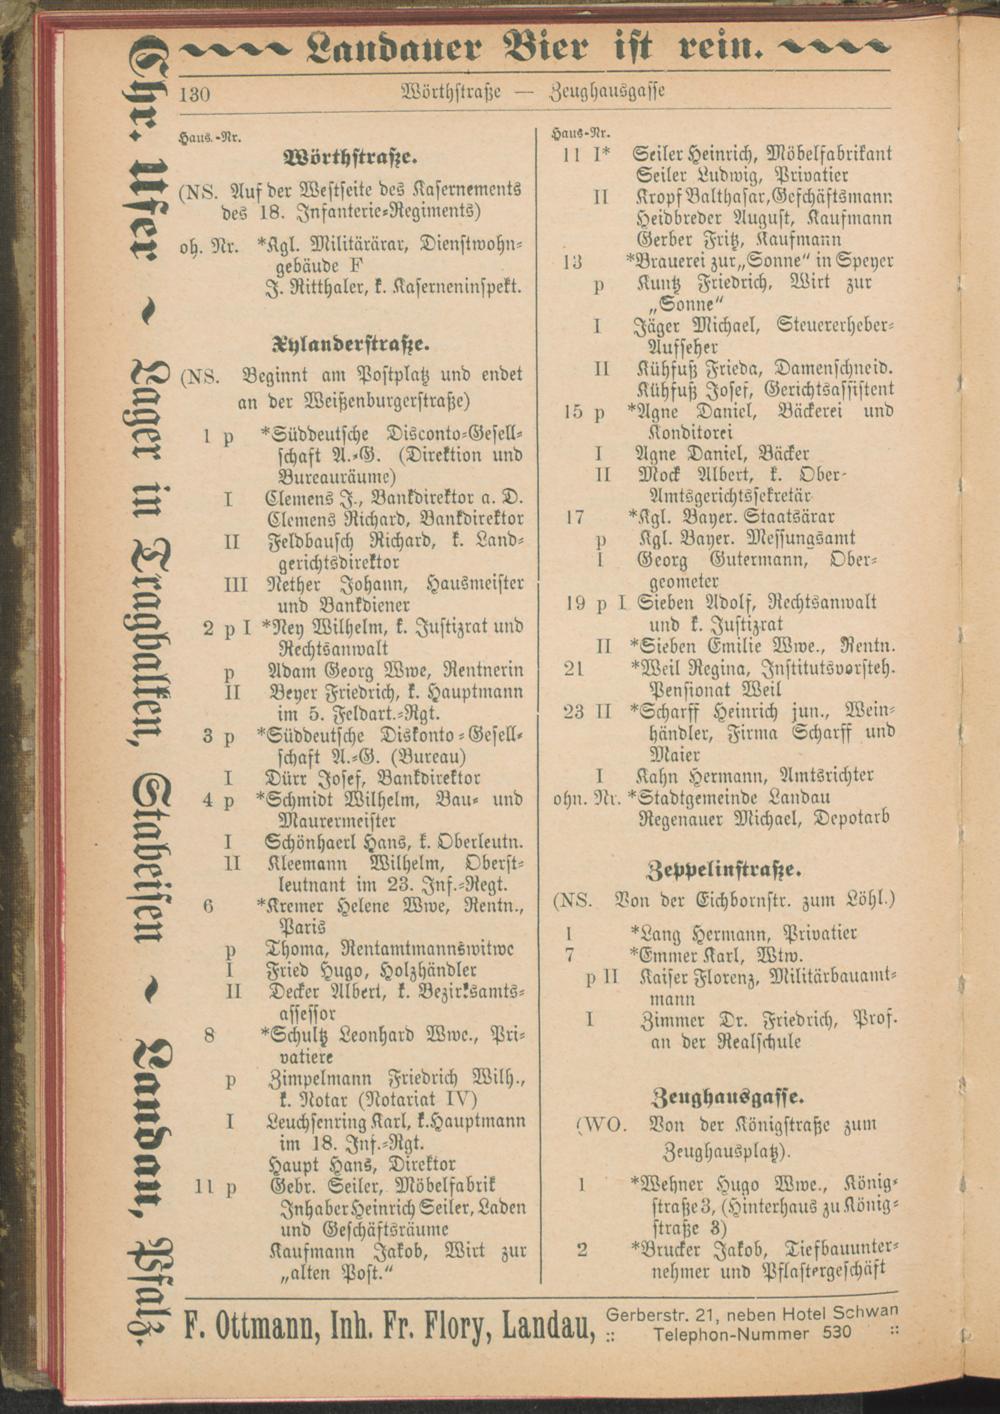 Landauer Bier ist rein.
Chr. Ufer ~ Lager in Tragbalken, Stabeisen ~ Landau, Pfalz.
130 Wörthstraße — Zeughausgasse
Haus.-Nr.
Wörthstraße.
(NS. Auf der Westseite des Kasernements
des 18. Infanterie-Regiments)
oh. Nr. *Kgl. Militärärar, Dienstwohn-
gebäude F
J. Ritthaler, k. Kaserneninspekt.
Xylanderstraße.
(NS. Beginnt am Postplatz und endet
an der Weißenburgerstraße)
1 p *Süddeutsche Disconto-Gesell-
schaft A.-G. (Direktion und
Bureauräume)
I Clemens J., Bankdirektor a. D.
Clemens Richard, Bankdirektor
II Feldbausch Richard, k. Land-
gerichtsdirektor
III Nether Johann, Hausmeister
und Bankdiener
2 p I *Ney Wilhelm, k. Justizrat und
Rechtsanwalt
p Adam Georg Wwe, Rentnerin
II Beyer Friedrich, k. Hauptmann
im 5. Feldart.-Rgt.
3 p *Süddeutsche Diskonto-Gesell-
schaft A.-G. (Bureau)
I Dürr Josef, Bankdirektor
4 p *Schmidt Wilhelm, Bau- und
Maurermeister
I Schönhaerl Hans, k. Oberleutn.
II Kleemann Wilhelm, Oberst-
leutnant im 23. Inf.-Regt.
6 *Kremer Helene Wwe, Rentn.,
Paris
p Thoma, Rentamtmannswitwe
I Fried Hugo, Holzhändler
II Decker Albert, k. Bezirksamts-
assessor
8 *Schultz Leonhard Wwe., Pri-
vatiere
p Zimpelmann Friedrich Wilh.,
k. Notar (Notariat IV)
I Leuchsenring Karl, k.Hauptmann
im 18. Inf.-Rgt.
Haupt Hans, Direktor
11 p Gebr. Seiler, Möbelfabrik
Inhaber Heinrich Seiler, Laden
und Geschäftsräume
Kaufmann Jakob, Wirt zur
„alten Post.“
Haus-Nr.
11 I* Seiler Heinrich, Möbelfabrikant
Seiler Ludwig, Privatier
II Kropf Balthasar, Geschäftsmann
Heidbreder August, Kaufmann
Gerber Fritz, Kaufmann
13 *Brauerei zur „Sonne“ in Speyer
p Kuntz Friedrich, Wirt zur
„Sonne“
I Jäger Michael, Steuererheber-
Aufseher
II Kühfuß Frieda, Damenschneid.
Kühfuß Josef, Gerichtsassistent
15 p *Agne Daniel, Bäckerei und
Konditorei
I Agne Daniel, Bäcker
II Mock Albert, k. Ober-
Amtsgerichtssekretär
17 *Kgl. Bayer. Staatsärar
p Kgl. Bayer. Messungsamt
I Georg Gutermann, Ober-
geometer
19 p I Sieben Adolf, Rechtsanwalt
und k. Justizrat
II *Sieben Emilie Wwe., Rentn.
21 *Weil Regina, Institutsvorsteh.
Pensionat Weil
23 II *Scharff Heinrich jun., Wein-
händler, Firma Scharff und
Maier
I Kahn Hermann, Amtsrichter
ohn. Nr. *Stadtgemeinde Landau
Regenauer Michael, Depotarb
Zeppelinstraße.
(NS. Von der Eichbornstr. zum Löhl.)
1 *Lang Hermann, Privatier
7 *Emmer Karl, Wtw.
p II Kaiser Florenz, Militärbauamt-
mann
I Zimmer Dr. Friedrich, Prof.
an der Realschule
Zeughausgasse.
(WO. Von der Königstraße zum
Zeughausplatz).
1 *Wehner Hugo Wwe., König-
straße 3, (Hinterhaus zu König-
straße 3)
2 *Brucker Jakob, Tiefbauunter-
nehmer und Pflastergeschäft
F. Ottmann, Inh. Fr. Flory, Landau, Gerberstr. 21, neben Hotel Schwan
:: Telephon-Nummer 530 ::